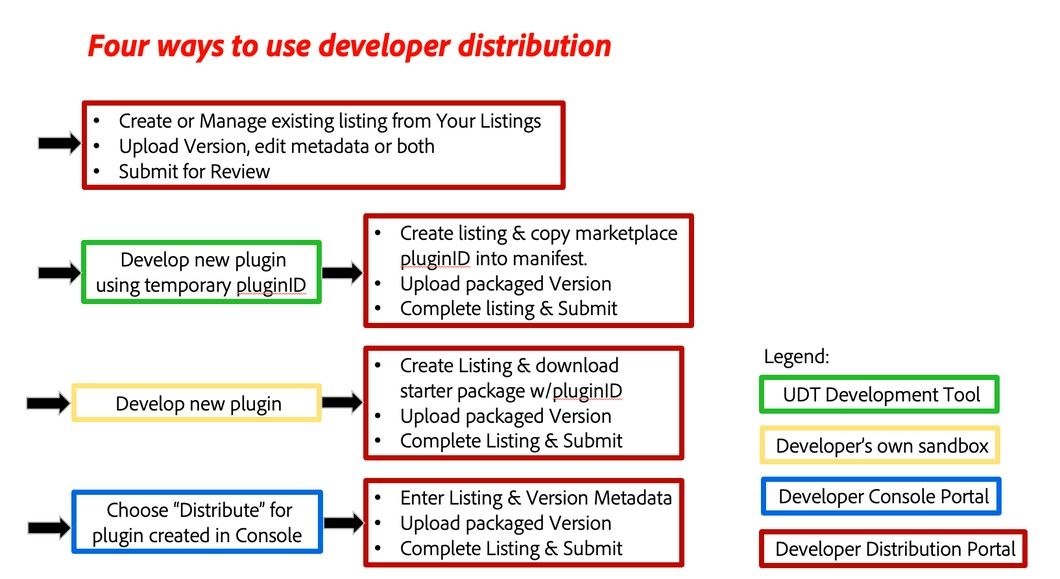 Four ways to use developer distribution
• Create or Manage existing listing from Your Listings
• Upload Version, edit metadata or both
• Submit for Review
Develop new plugin
using temporary pluginID
• Create listing & copy marketplace
pluginID into manifest.
• Upload packaged Version
• Complete listing & Submit
Develop new plugin
• Create Listing & download
starter package w/pluginID
• Upload packaged Version
• Complete Listing & Submit
Choose “Distribute” for
plugin created in Console
• Enter Listing & Version Metadata
• Upload packaged Version
• Complete Listing & Submit
Legend:
UDT Development Tool
Developer's own sandbox
Developer Console Portal
Developer Distribution Portal